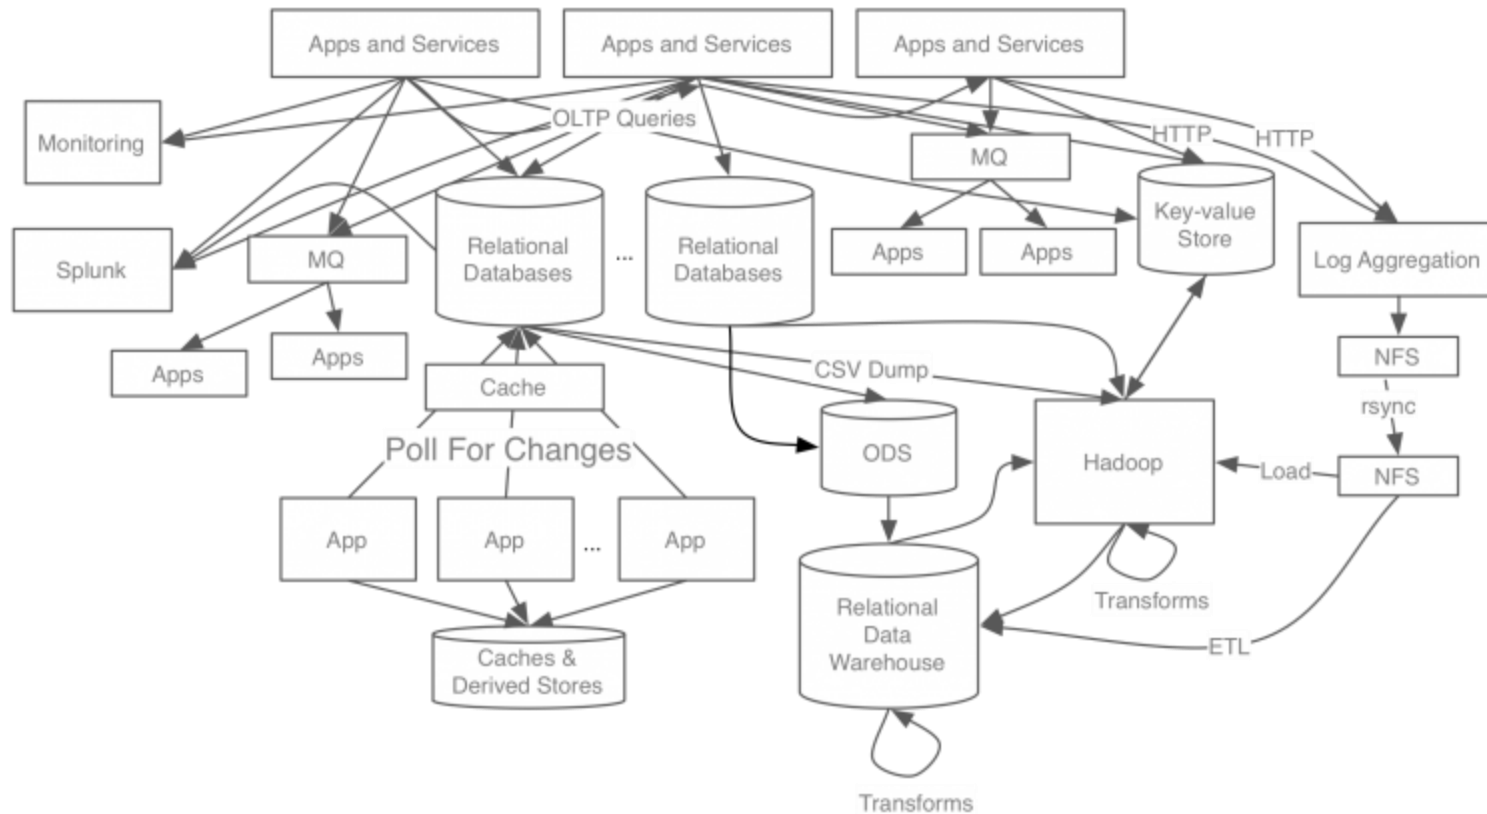 Apps and Services
Apps and Services
Apps and Services
OLTP Queries
Monitoring
HTTP
HTTP
MQ
Key-value
Store
Splunk
MQ
Relational
Databases
...
Relational
Databases
Apps
Apps
Log Aggregation
Apps
Apps
Cache
CSV Dump
NFS
rsync
Poll For Changes
ODS
Hadoop
Load
NFS
App
App
...
App
Transforms
Relational
Data
Warehouse
ETL
Caches &
Derived Stores
Transforms